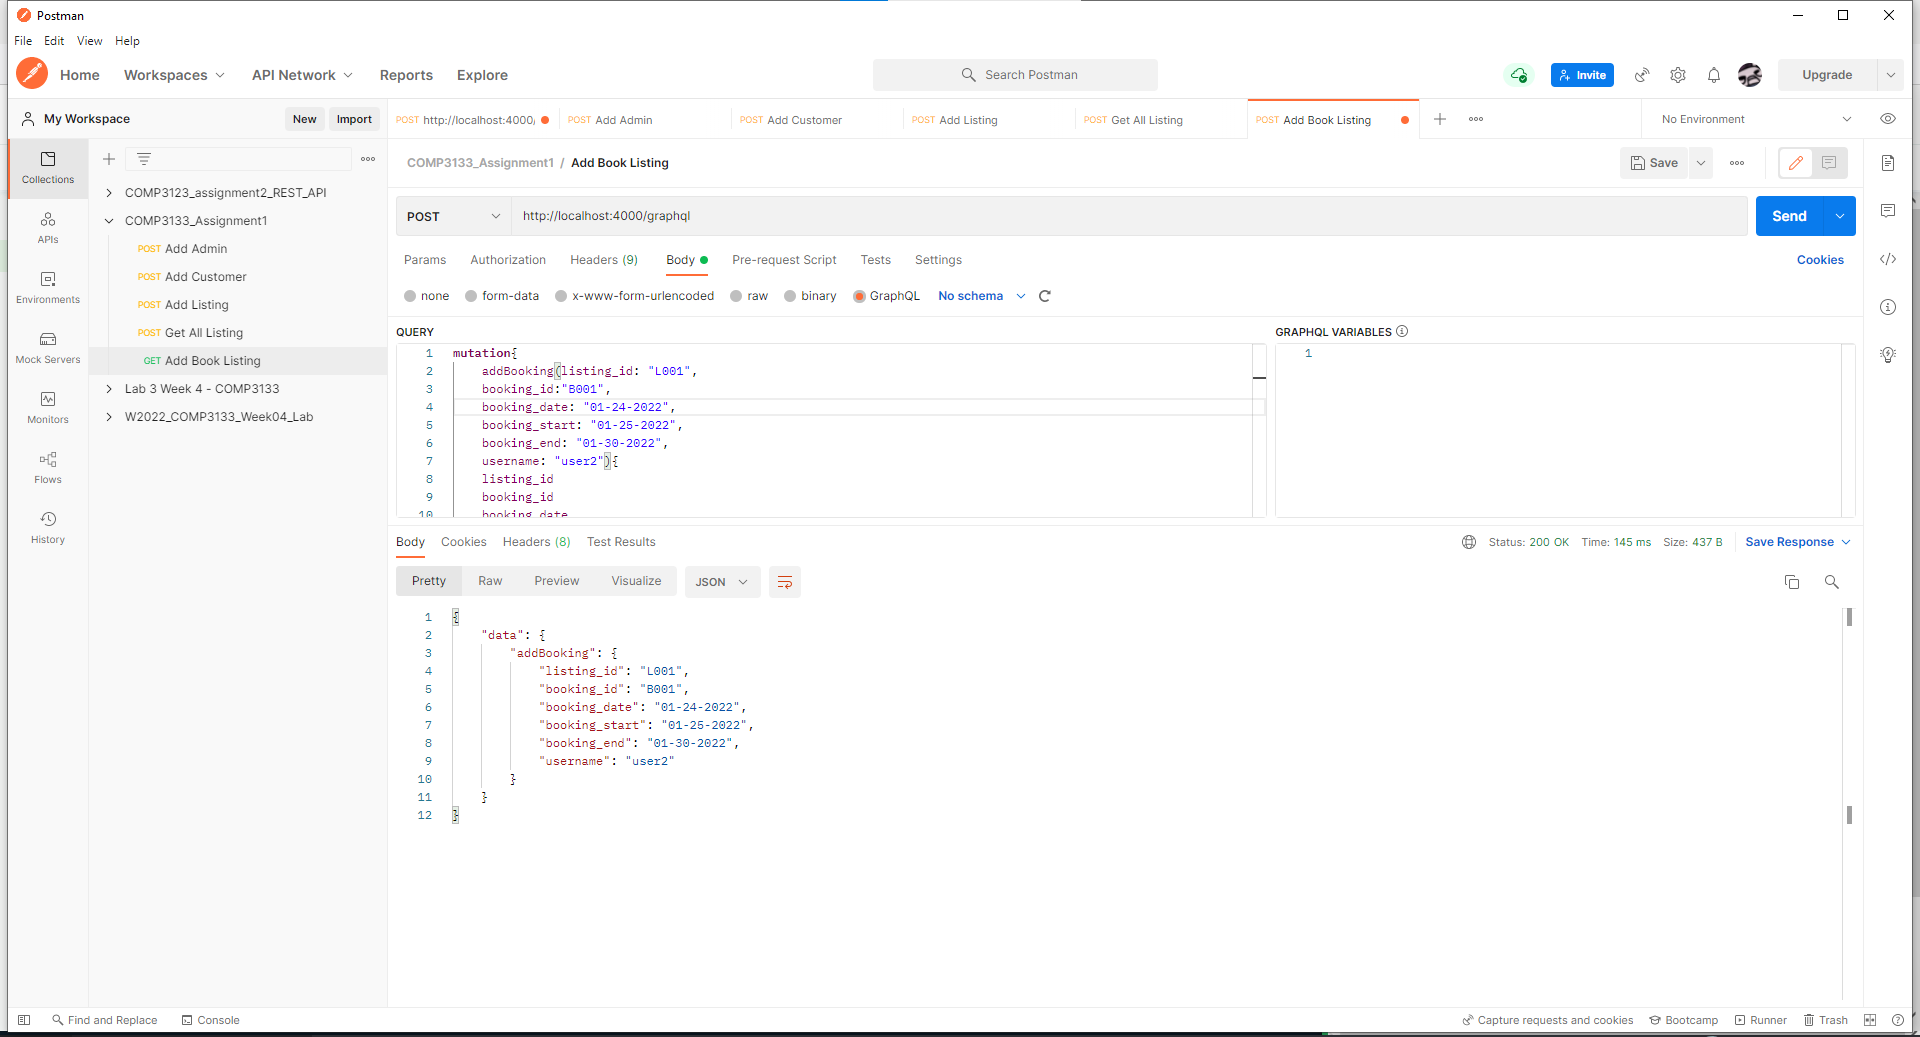 Postman
File Edit View Help
Home Workspaces API Network Reports Explore
Search Postman
Invite
Upgrade
My Workspace
New Import
POST http://localhost:4000/
POST Add Admin
POST Add Customer
POST Add Listing
POST Get All Listing
POST Add Book Listing
No Environment
Collections
APIs
Environments
Mock Servers
Monitors
Flows
History
COMP3123_assignment2_REST_API
COMP3133_Assignment1
POST Add Admin
POST Add Customer
POST Add Listing
POST Get All Listing
GET Add Book Listing
Lab 3 Week 4 - COMP3133
W2022_COMP3133_Week04_Lab
COMP3133_Assignment1 / Add Book Listing
Save
POST http://localhost:4000/graphql
Send
Params Authorization Headers (9) Body Pre-request Script Tests Settings
Cookies
none form-data x-www-form-urlencoded raw binary GraphQL No schema
QUERY
1 mutation{
2 addBooking(listing_id: "L001",
3 booking_id:"B001",
4 booking_date: "01-24-2022",
5 booking_start: "01-25-2022",
6 booking_end: "01-30-2022",
7 username: "user2"){
8 listing_id
9 booking_id
10 booking_date
GRAPHQL VARIABLES
1
Body Cookies Headers (8) Test Results
Status: 200 OK Time: 145 ms Size: 437 B Save Response
Pretty Raw Preview Visualize JSON
1 {
2 "data": {
3 "addBooking": {
4 "listing_id": "L001",
5 "booking_id": "B001",
6 "booking_date": "01-24-2022",
7 "booking_start": "01-25-2022",
8 "booking_end": "01-30-2022",
9 "username": "user2"
10 }
11 }
12 }
Find and Replace Console
Capture requests and cookies Bootcamp Runner Trash